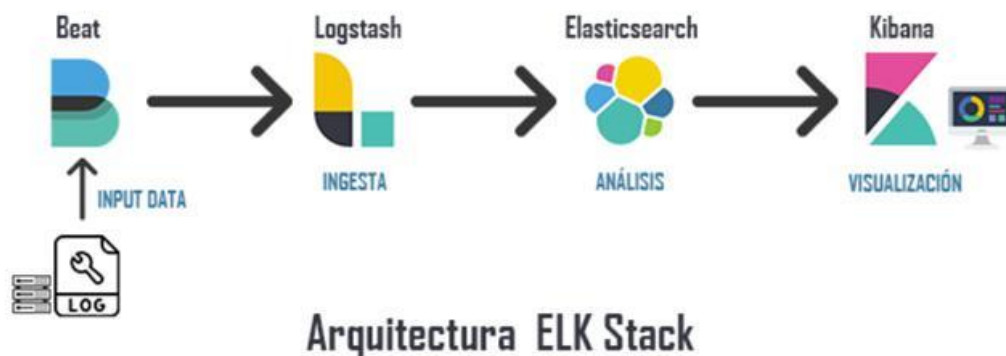 Beat
Logstash
Elasticsearch
Kibana
INGESTA
ANÁLISIS
VISUALIZACIÓN
INPUT DATA
LOG
Arquitectura ELK Stack